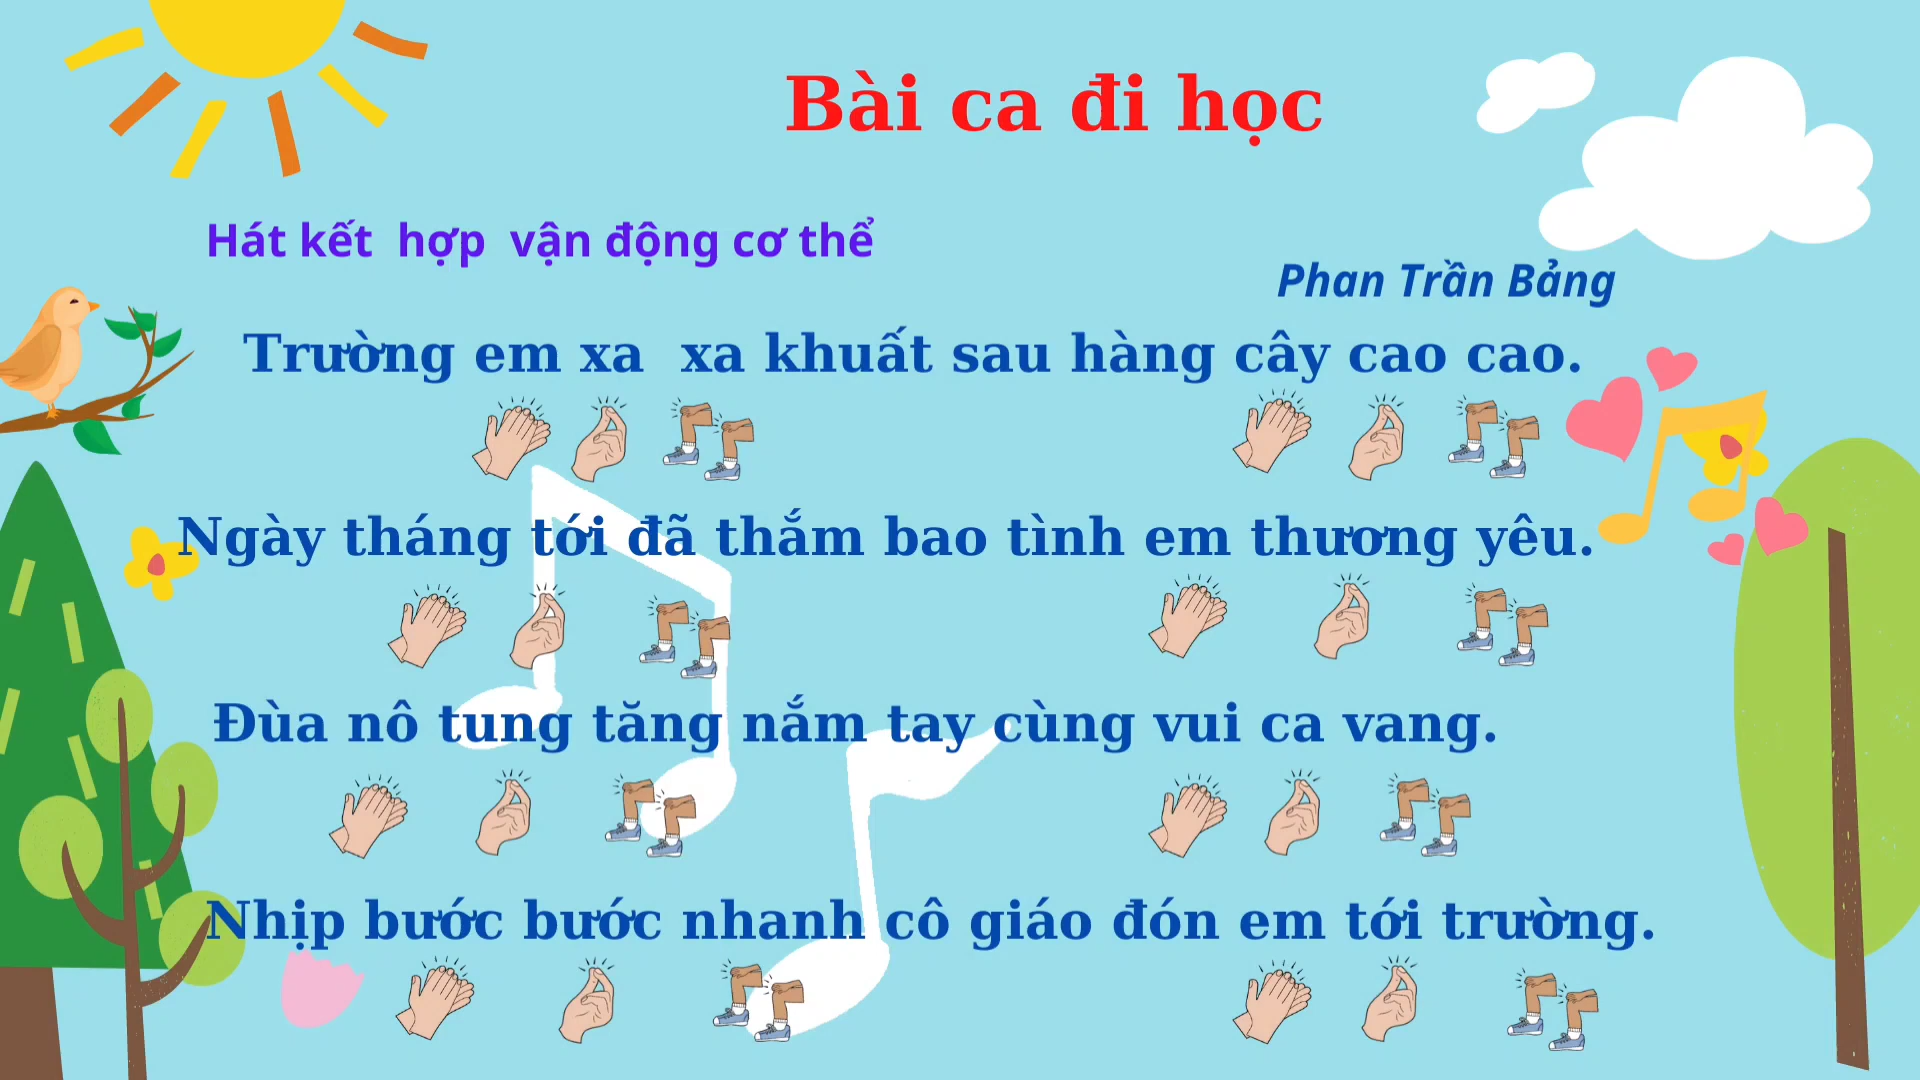 Bài ca đi học
Hát kết hợp vận động cơ thể
Phan Trần Bảng
Trường em xa xa khuất sau hàng cây cao cao.
Ngày tháng tới đã thắm bao tình em thương yêu.
Đùa nô tung tăng nắm tay cùng vui ca vang.
Nhịp bước bước nhanh cô giáo đón em tới trường.